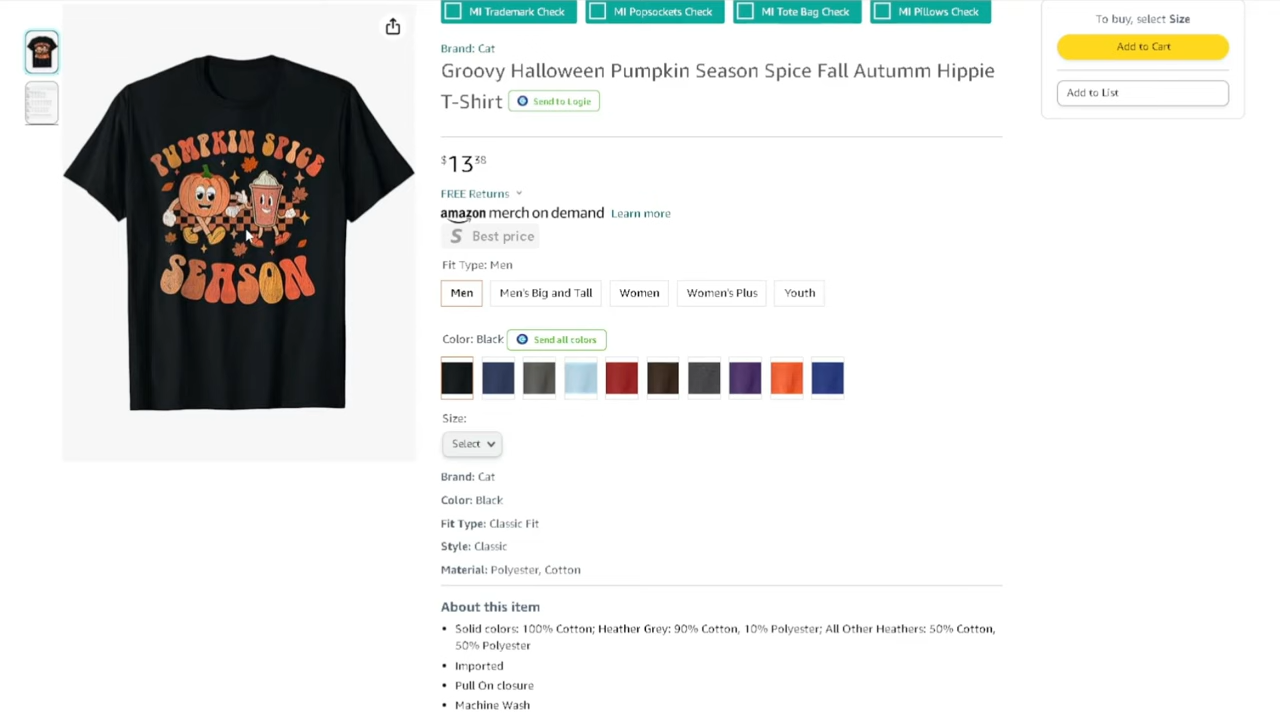 MI Trademark Check
MI Popsockets Check
MI Tote Bag Check
MI Pillows Check
Brand: Cat
Groovy Halloween Pumpkin Season Spice Fall Autumm Hippie
T-Shirt
Send to Logie
$13 38
FREE Returns
amazon merch on demand Learn more
S Best price
Fit Type: Men
Men
Men's Big and Tall
Women
Women's Plus
Youth
Color: Black
Send all colors
Size:
Select
Brand: Cat
Color: Black
Fit Type: Classic Fit
Style: Classic
Material: Polyester, Cotton
About this item
• Solid colors: 100% Cotton; Heather Grey: 90% Cotton, 10% Polyester; All Other Heathers: 50% Cotton,
50% Polyester
• Imported
• Pull On closure
• Machine Wash
To buy, select Size
Add to Cart
Add to List
PUMPKIN SPICE
SEASON